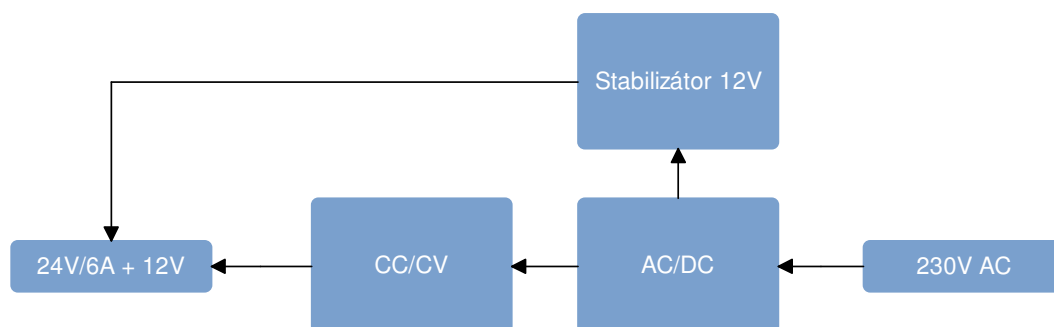 Stabilizátor 12V
24V/6A + 12V
CC/CV
AC/DC
230V AC